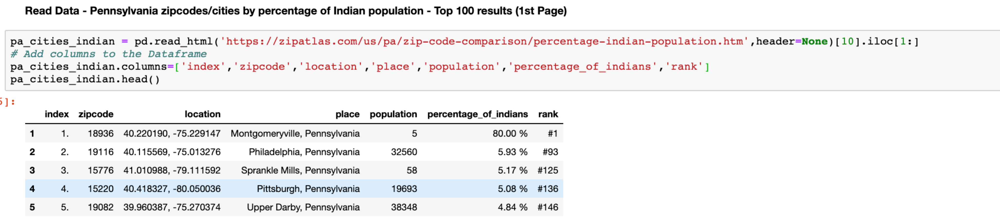 Read Data - Pennsylvania zipcodes/cities by percentage of Indian population - Top 100 results (1st Page)
pa_cities_indian = pd.read_html('https://zipatlas.com/us/pa/zip-code-comparison/percentage-indian-population.htm',header=None)[10].iloc[1:]
# Add columns to the Dataframe
pa_cities_indian.columns=['index','zipcode','location','place','population','percentage_of_indians','rank']
pa_cities_indian.head()
]:
index zipcode location place population percentage_of_indians rank
1 1. 18936 40.220190, -75.229147 Montgomeryville, Pennsylvania 5 80.00 % #1
2 2. 19116 40.115569, -75.013276 Philadelphia, Pennsylvania 32560 5.93 % #93
3 3. 15776 41.010988, -79.111592 Sprankle Mills, Pennsylvania 58 5.17 % #125
4 4. 15220 40.418327, -80.050036 Pittsburgh, Pennsylvania 19693 5.08 % #136
5 5. 19082 39.960387, -75.270374 Upper Darby, Pennsylvania 38348 4.84 % #146